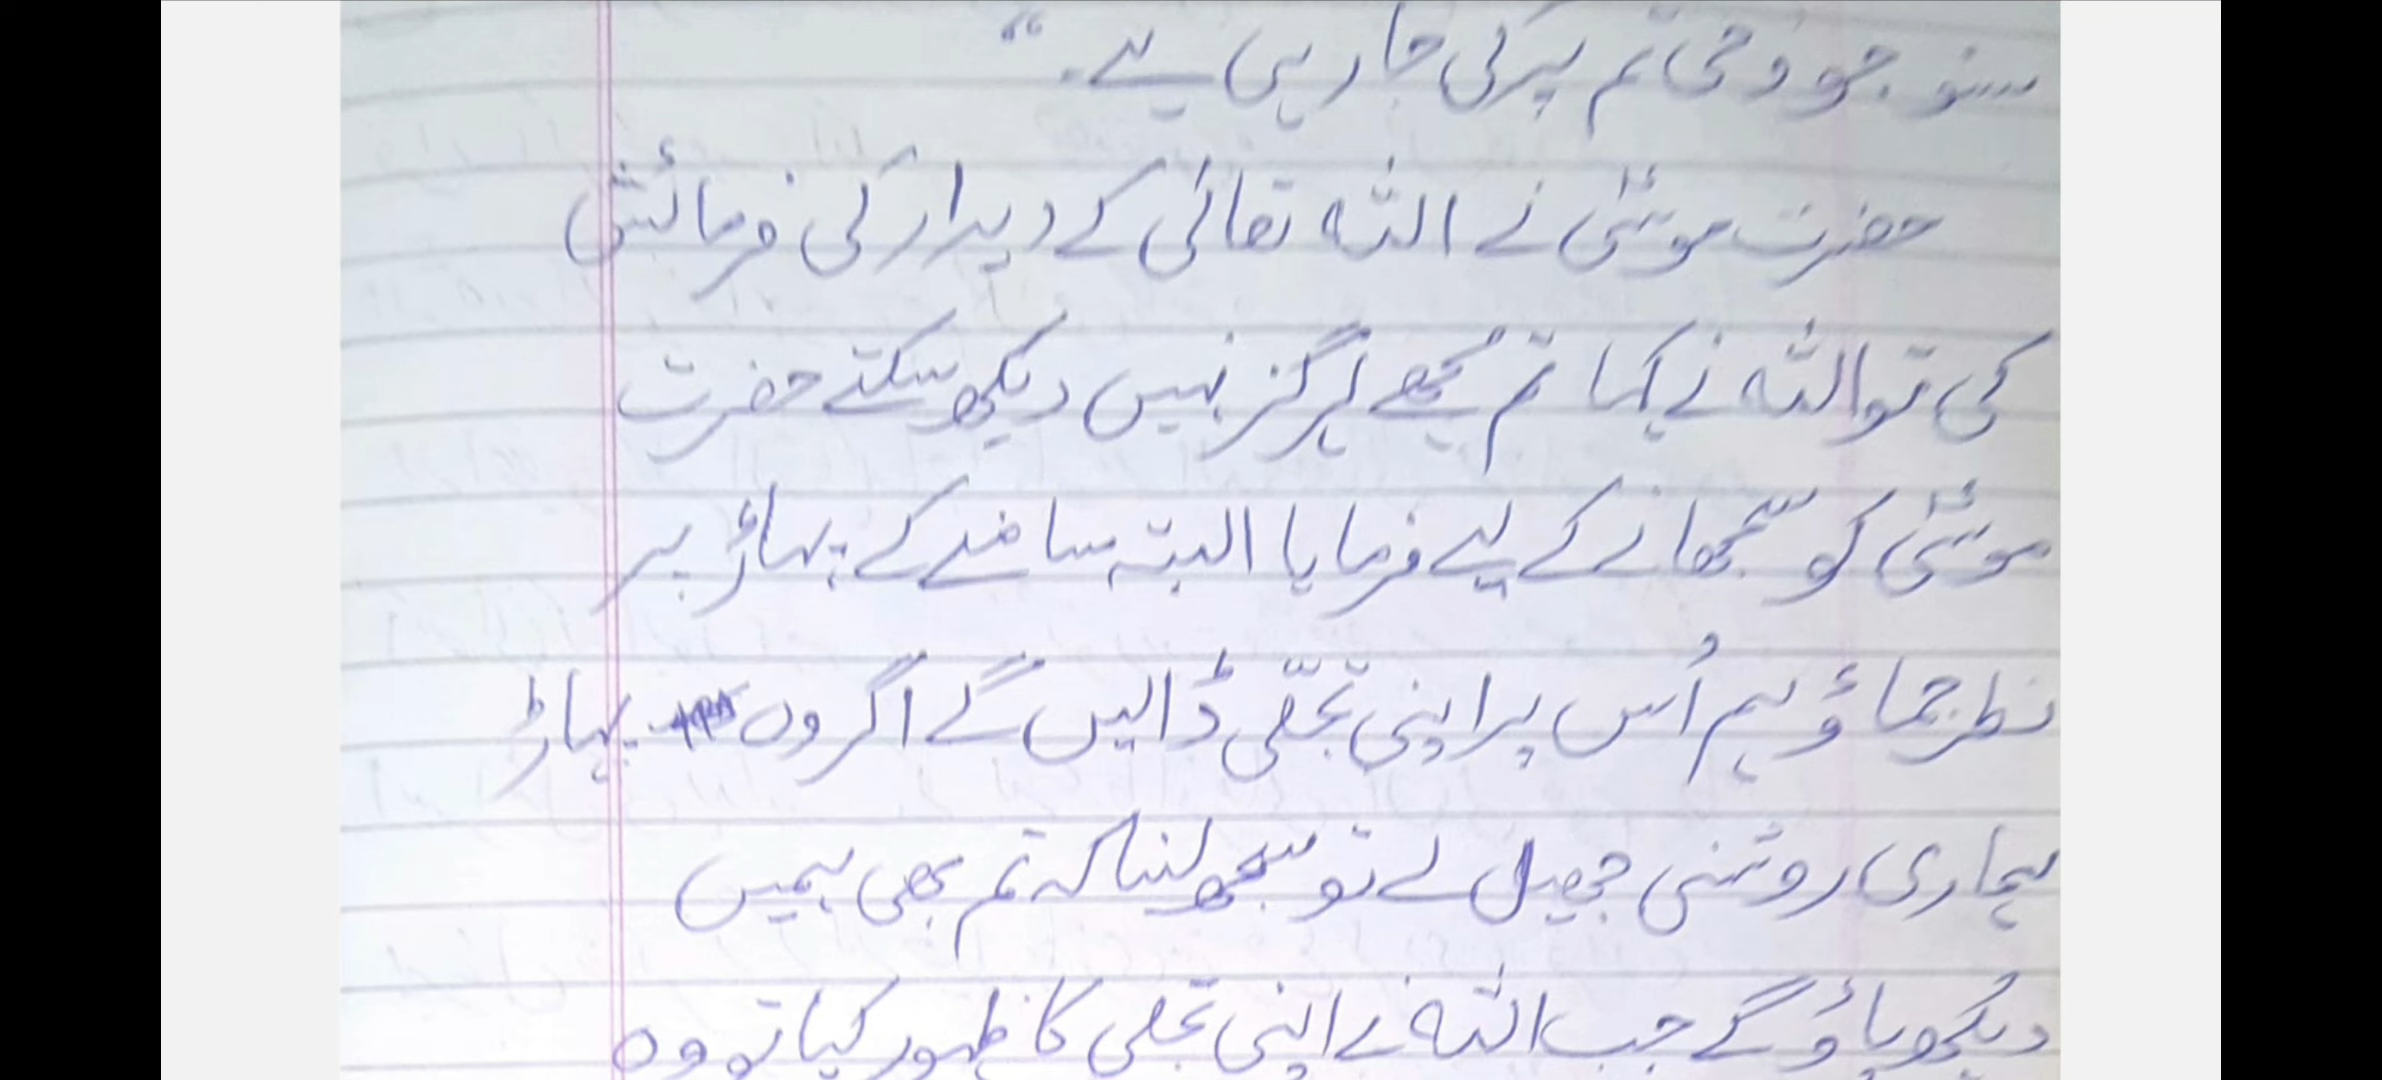 سنو جو وحی تم پر کی جا رہی ہے۔“
حضرت موسیٰؑ نے اللہ تعالیٰ کے دیدار کی فرمائش
کی تو اللہ نے کہا تم مجھے ہرگز نہیں دیکھ سکتے حضرت
موسیٰؑ کو سمجھانے کے لیے فرمایا البتہ سامنے کے پہاڑ پر
نظر جماؤ ہم اُس پر اپنی تجلّی ڈالیں گے اگر وہ پہاڑ
ہماری روشنی جھیل لے تو سمجھ لینا کہ تم بھی ہمیں
دیکھ پاؤ گے جب اللہ نے اپنی تجلی کا ظہور کیا تو وہ